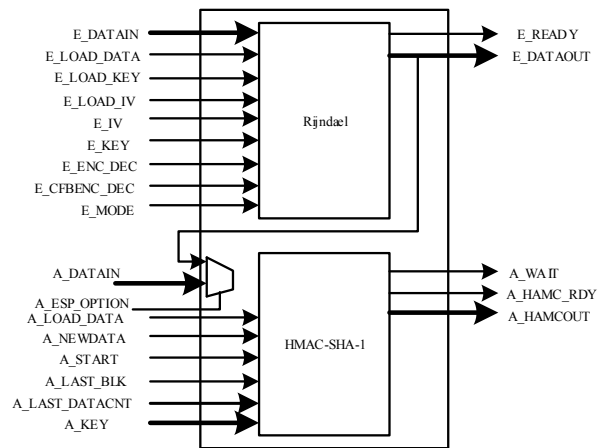 E_DATAIN
E_LOAD_DATA
E_LOAD_KEY
E_LOAD_IV
E_IV
E_KEY
E_ENC_DEC
E_CFBENC_DEC
E_MODE
Rijndael
E_READY
E_DATAOUT
A_DATAIN
A_ESP_OPTION
A_LOAD_DATA
A_NEWDATA
A_START
A_LAST_BLK
A_LAST_DATACNT
A_KEY
HMAC-SHA-1
A_WAIT
A_HAMC_RDY
A_HAMCOUT